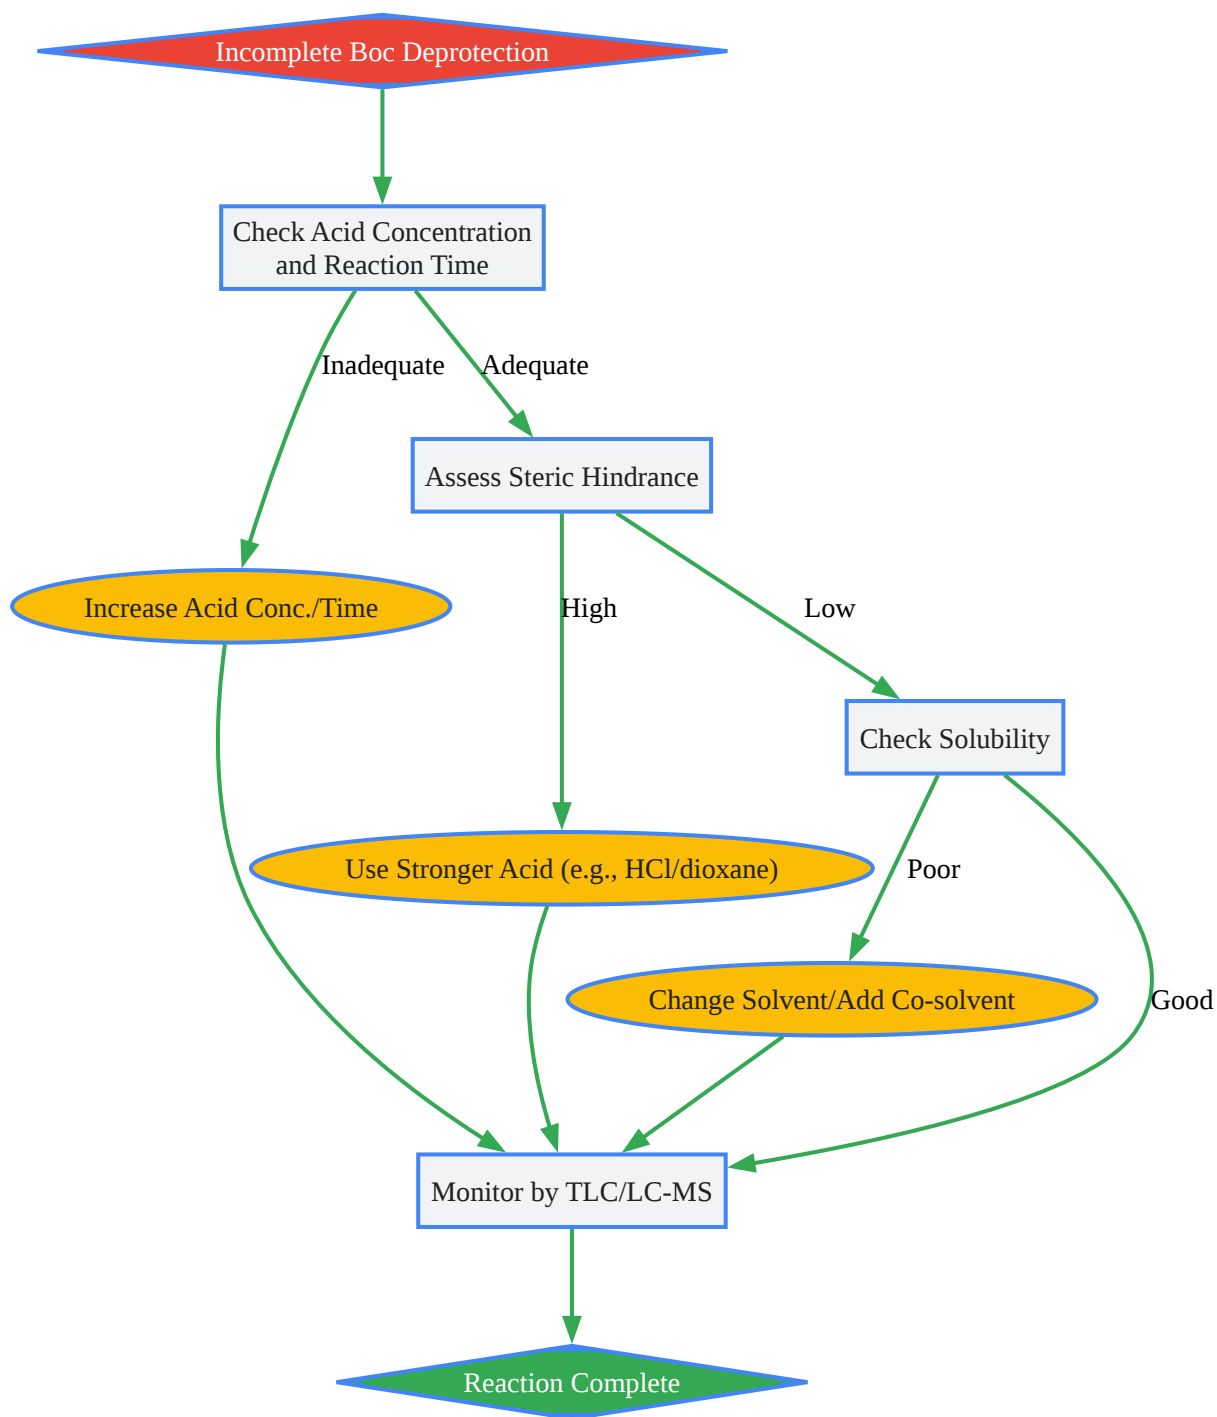 Incomplete Boc Deprotection
Check Acid Concentration
and Reaction Time
Inadequate
Adequate
Assess Steric Hindrance
Increase Acid Conc./Time
High
Low
Check Solubility
Use Stronger Acid (e.g., HCl/dioxane)
Poor
Change Solvent/Add Co-solvent
Good
Monitor by TLC/LC-MS
Reaction Complete